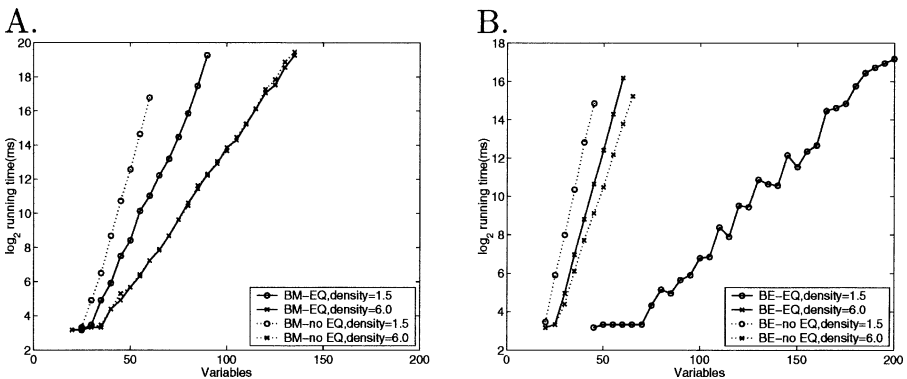 A.
20
18
16
14
12
10
8
6
4
2
0
50
100
150
200
log2 running time(ms)
Variables
BM-EQ,density=1.5
BM-EQ,density=6.0
BM-no EQ,density=1.5
BM-no EQ,density=6.0
B.
18
16
14
12
10
8
6
4
2
0
50
100
150
200
log2 running time(ms)
Variables
BE-EQ,density=1.5
BE-EQ,density=6.0
BE-no EQ,density=1.5
BE-no EQ,density=6.0